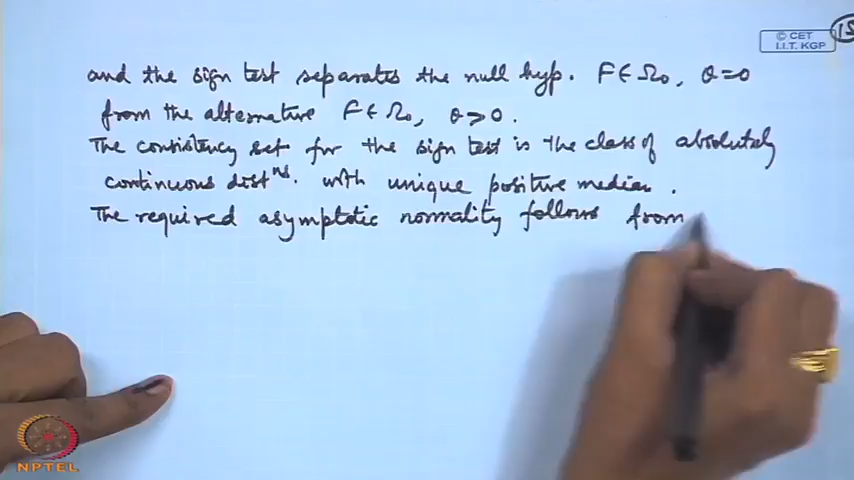 © CET
I.I.T. KGP
15
and the sign test separates the null hyp. F ∈ Ω₀, θ=0
from the alternative F ∈ Ω₀, θ>0.
The consistency set for the sign test is the class of absolutely
continuous distⁿˢ. with unique positive median.
The required asymptotic normality follows from
NPTEL